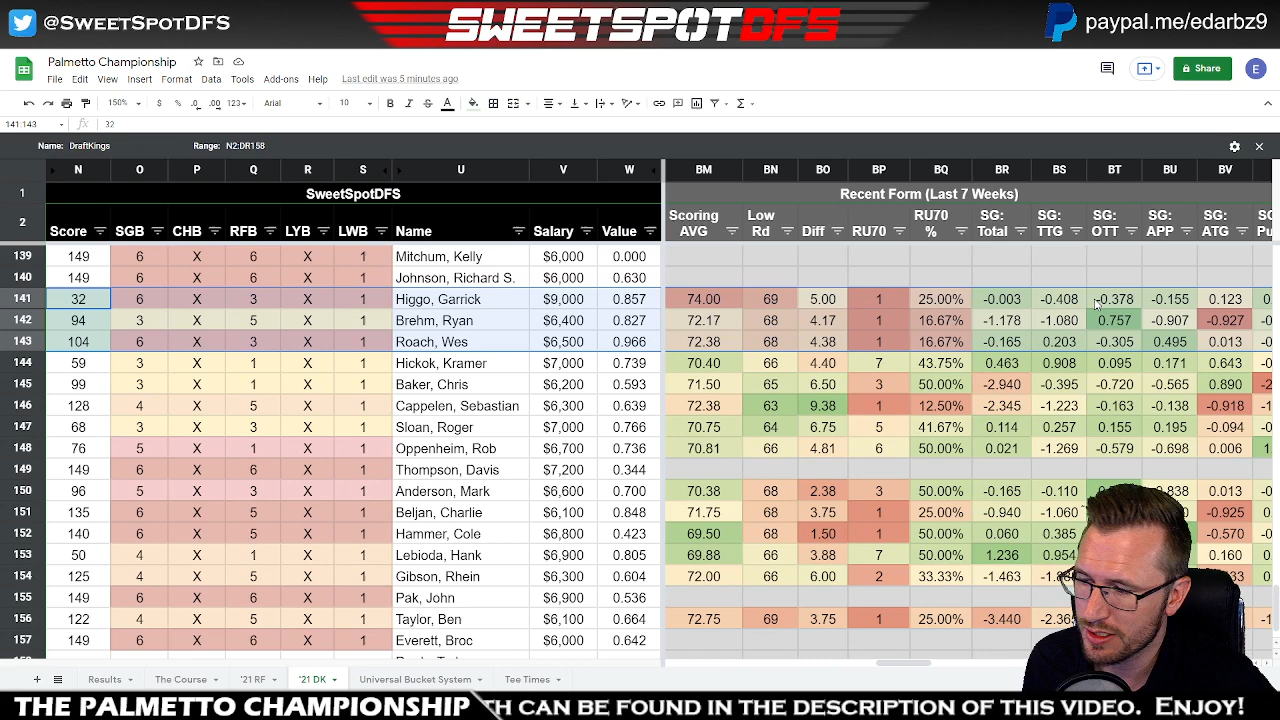 @SWEETSPOTDFS
SWEETSPOTDFS
paypal.me/edarbz9
Palmetto Championship
File Edit View Insert Format Data Tools Add-ons Help Last edit was 5 minutes ago
Share
E
150% $ % .0 .00 123 Arial 10
141:143 fx 32
Name: DraftKings Range: N2:DR158
N O P Q R S U V W BM BN BO BP BQ BR BS BT BU BV
1 SweetSpotDFS Recent Form (Last 7 Weeks)
2 Score SGB CHB RFB LYB LWB Name Salary Value Scoring AVG Low Rd Diff RU70 RU70 % SG: Total SG: TTG SG: OTT SG: APP SG: ATG
139 149 6 X 6 X 1 Mitchum, Kelly $6,000 0.000
140 149 6 X 6 X 1 Johnson, Richard S. $6,000 0.630
141 32 6 X 3 X 1 Higgo, Garrick $9,000 0.857 74.00 69 5.00 1 25.00% -0.003 -0.408 -0.378 -0.155 0.123
142 94 3 X 5 X 1 Brehm, Ryan $6,400 0.827 72.17 68 4.17 1 16.67% -1.178 -1.080 0.757 -0.907 -0.927
143 104 6 X 3 X 1 Roach, Wes $6,500 0.966 72.38 68 4.38 1 16.67% -0.165 0.203 -0.305 0.495 0.013
144 59 3 X 1 X 1 Hickok, Kramer $7,000 0.739 70.40 66 4.40 7 43.75% 0.463 0.908 0.095 0.171 0.643
145 99 3 X 1 X 1 Baker, Chris $6,200 0.593 71.50 65 6.50 3 50.00% -2.940 -0.395 -0.720 -0.565 0.890
146 128 4 X 5 X 1 Cappelen, Sebastian $6,300 0.639 72.38 63 9.38 1 12.50% -2.345 -1.223 -0.163 -0.138 -0.918
147 68 3 X 1 X 1 Sloan, Roger $7,000 0.766 70.75 64 6.75 5 41.67% 0.114 0.257 0.155 0.195 -0.094
148 76 5 X 1 X 1 Oppenheim, Rob $6,700 0.736 70.81 66 4.81 6 50.00% 0.021 -1.269 -0.579 -0.698 0.006
149 149 6 X 6 X 1 Thompson, Davis $7,200 0.344
150 96 5 X 3 X 1 Anderson, Mark $6,600 0.700 70.38 68 2.38 3 50.00% -0.165 -0.110 0.013
151 135 6 X 5 X 1 Beljan, Charlie $6,100 0.848 71.75 68 3.75 1 25.00% -0.940 -1.060 -0.925
152 140 6 X 5 X 1 Hammer, Cole $6,800 0.423 69.50 68 1.50 1 50.00% 0.060 0.385 -0.570
153 50 4 X 1 X 1 Lebioda, Hank $6,900 0.805 69.88 66 3.88 7 50.00% 1.236 0.954 0.160
154 125 4 X 5 X 1 Gibson, Rhein $6,300 0.604 72.00 66 6.00 2 33.33% -1.463
155 149 6 X 6 X 1 Pak, John $6,900 0.536
156 122 4 X 5 X 1 Taylor, Ben $6,100 0.664 72.75 69 3.75 1 25.00% -3.440
157 149 6 X 6 X 1 Everett, Broc $6,000 0.642
Results The Course '21 RF '21 DK Universal Bucket System Tee Times
THE PALMETTO CHAMPIONSHIP TH CAN BE FOUND IN THE DESCRIPTION OF THIS VIDEO. ENJOY!